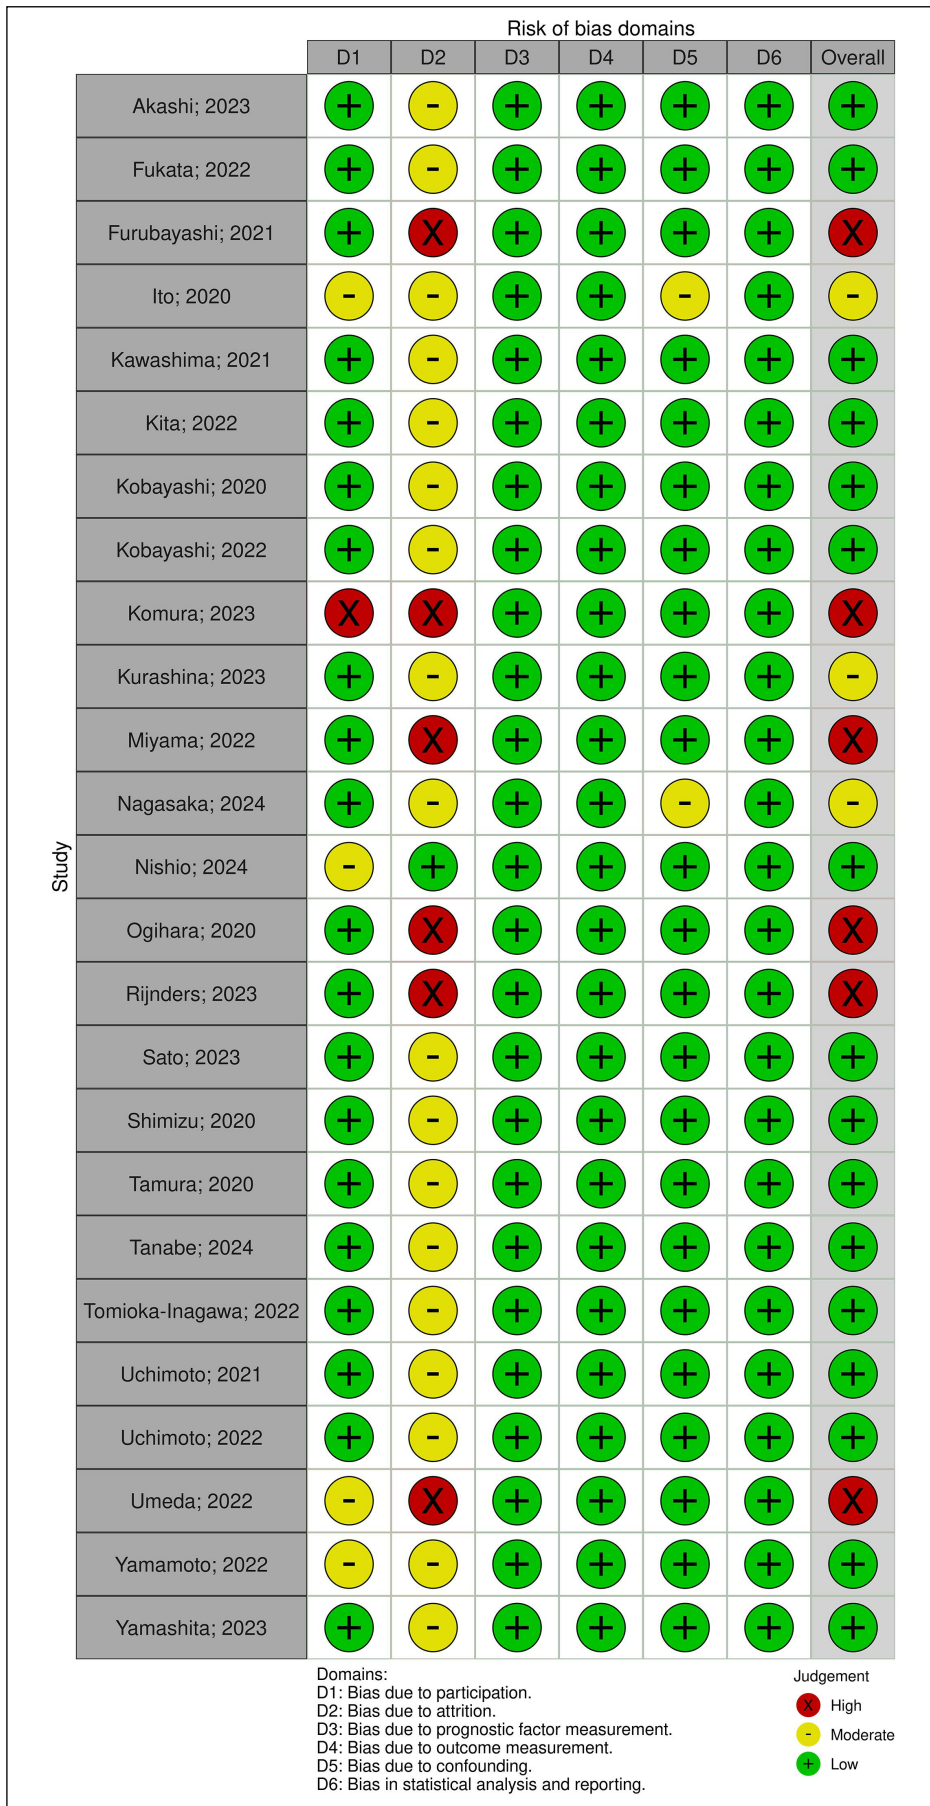 Risk of bias domains
D1 D2 D3 D4 D5 D6 Overall
Akashi; 2023 + - + + + + +
Fukata; 2022 + - + + + + +
Furubayashi; 2021 + X + + + + X
Ito; 2020 - - + + - + -
Kawashima; 2021 + - + + + + +
Kita; 2022 + - + + + + +
Kobayashi; 2020 + - + + + + +
Kobayashi; 2022 + - + + + + +
Komura; 2023 X X + + + + X
Kurashina; 2023 + - + + + + -
Miyama; 2022 + X + + + + X
Nagasaka; 2024 + - + + - + -
Study
Nishio; 2024 - + + + + + +
Ogihara; 2020 + X + + + + X
Rijnders; 2023 + X + + + + X
Sato; 2023 + - + + + + +
Shimizu; 2020 + - + + + + +
Tamura; 2020 + - + + + + +
Tanabe; 2024 + - + + + + +
Tomioka-Inagawa; 2022 + - + + + + +
Uchimoto; 2021 + - + + + + +
Uchimoto; 2022 + - + + + + +
Umeda; 2022 - X + + + + X
Yamamoto; 2022 - - + + + + +
Yamashita; 2023 + - + + + + +
Domains:
D1: Bias due to participation.
D2: Bias due to attrition.
D3: Bias due to prognostic factor measurement.
D4: Bias due to outcome measurement.
D5: Bias due to confounding.
D6: Bias in statistical analysis and reporting.
Judgement
X High
- Moderate
+ Low